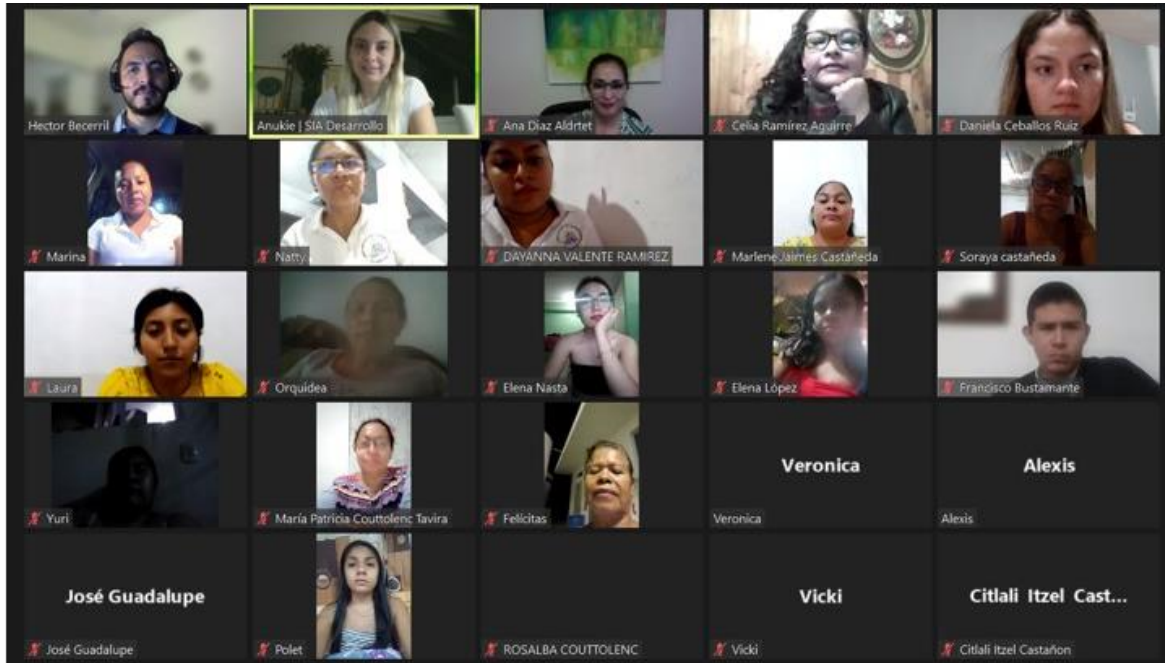 Hector Becerril
Anukie | SIA Desarrollo
Ana Diaz Aldrtet
Celia Ramírez Aguirre
Daniela Ceballos Ruiz
Marina
Natty
DAYANNA VALENTE RAMIREZ
Marlene Jaimes Castañeda
Soraya castañeda
Laura
Orquidea
Elena Nasta
Elena López
Francisco Bustamante
Yuri
María Patricia Couttolenc Tavira
Felícitas
Veronica
Veronica
Alexis
Alexis
José Guadalupe
José Guadalupe
Polet
ROSALBA COUTTOLENC
Vicki
Vicki
Citlali Itzel Cast...
Citlali Itzel Castañon